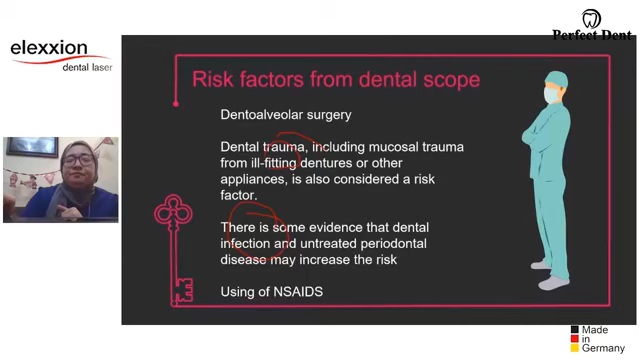 elexxion
dental laser
Perfect Dent
Risk factors from dental scope
Dentoalveolar surgery
Dental trauma, including mucosal trauma
from ill-fitting dentures or other
appliances, is also considered a risk
factor.
There is some evidence that dental
infection and untreated periodontal
disease may increase the risk
Using of NSAIDS
Made
in
Germany